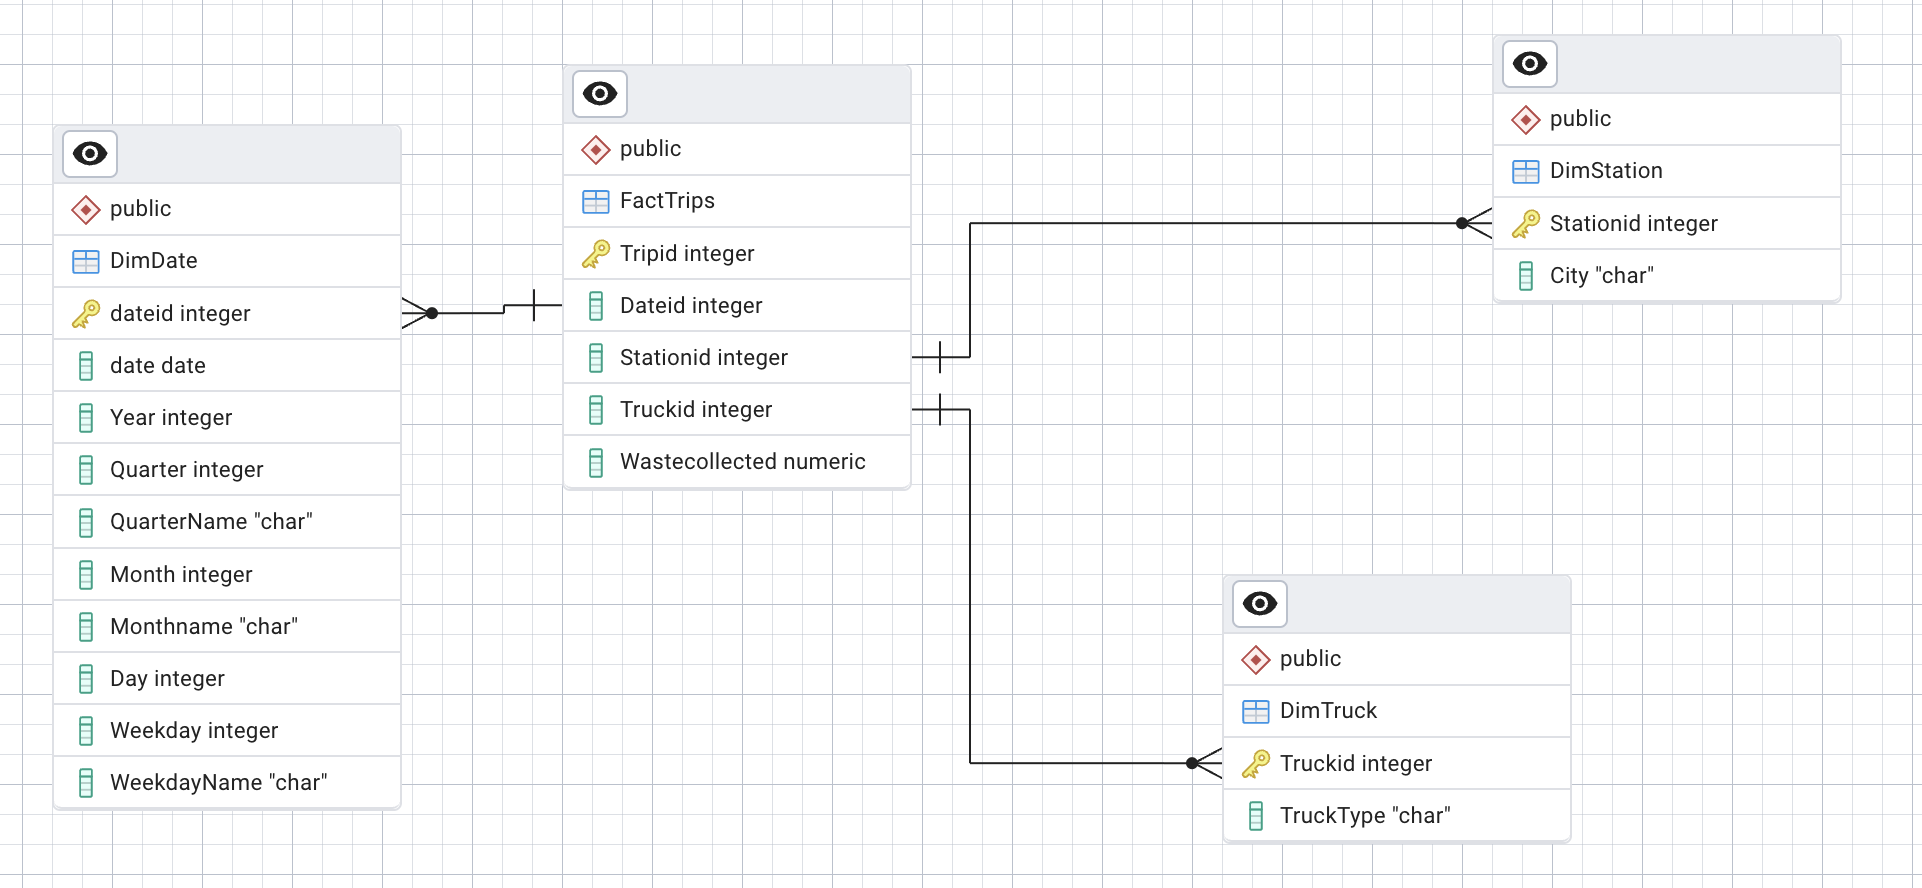 public
DimDate
dateid integer
date date
Year integer
Quarter integer
QuarterName "char"
Month integer
Monthname "char"
Day integer
Weekday integer
WeekdayName "char"
public
FactTrips
Tripid integer
Dateid integer
Stationid integer
Truckid integer
Wastecollected numeric
public
DimStation
Stationid integer
City "char"
public
DimTruck
Truckid integer
TruckType "char"